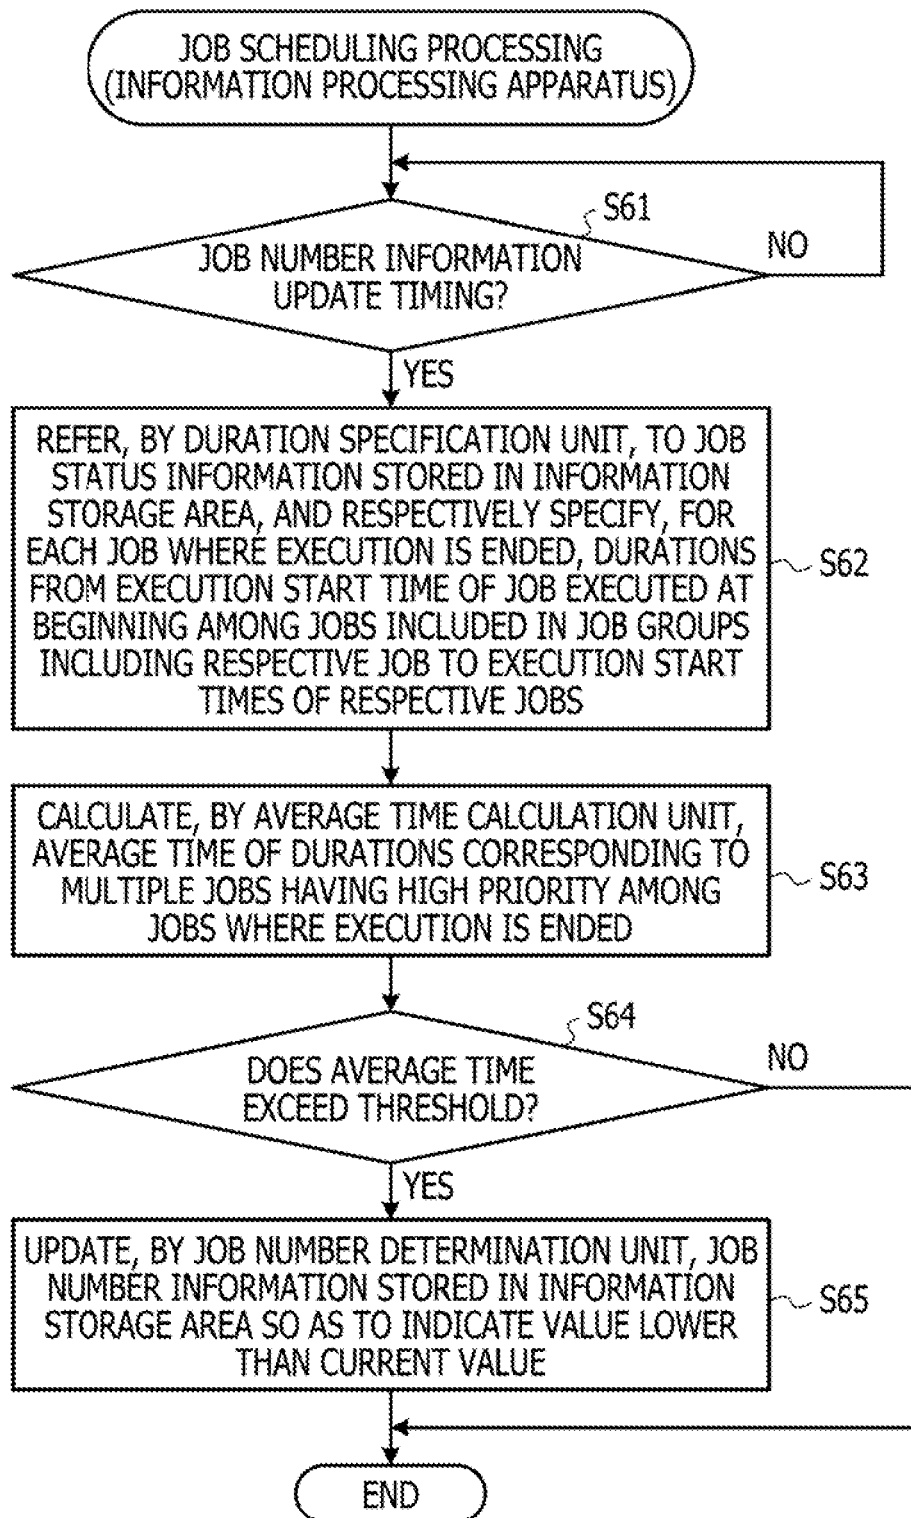 JOB SCHEDULING PROCESSING
(INFORMATION PROCESSING APPARATUS)
S61
JOB NUMBER INFORMATION
UPDATE TIMING?
NO
YES
REFER, BY DURATION SPECIFICATION UNIT, TO JOB
STATUS INFORMATION STORED IN INFORMATION
STORAGE AREA, AND RESPECTIVELY SPECIFY, FOR
EACH JOB WHERE EXECUTION IS ENDED, DURATIONS
FROM EXECUTION START TIME OF JOB EXECUTED AT
BEGINNING AMONG JOBS INCLUDED IN JOB GROUPS
INCLUDING RESPECTIVE JOB TO EXECUTION START
TIMES OF RESPECTIVE JOBS
S62
CALCULATE, BY AVERAGE TIME CALCULATION UNIT,
AVERAGE TIME OF DURATIONS CORRESPONDING TO
MULTIPLE JOBS HAVING HIGH PRIORITY AMONG
JOBS WHERE EXECUTION IS ENDED
S63
S64
DOES AVERAGE TIME
EXCEED THRESHOLD?
NO
YES
UPDATE, BY JOB NUMBER DETERMINATION UNIT, JOB
NUMBER INFORMATION STORED IN INFORMATION
STORAGE AREA SO AS TO INDICATE VALUE LOWER
THAN CURRENT VALUE
S65
END